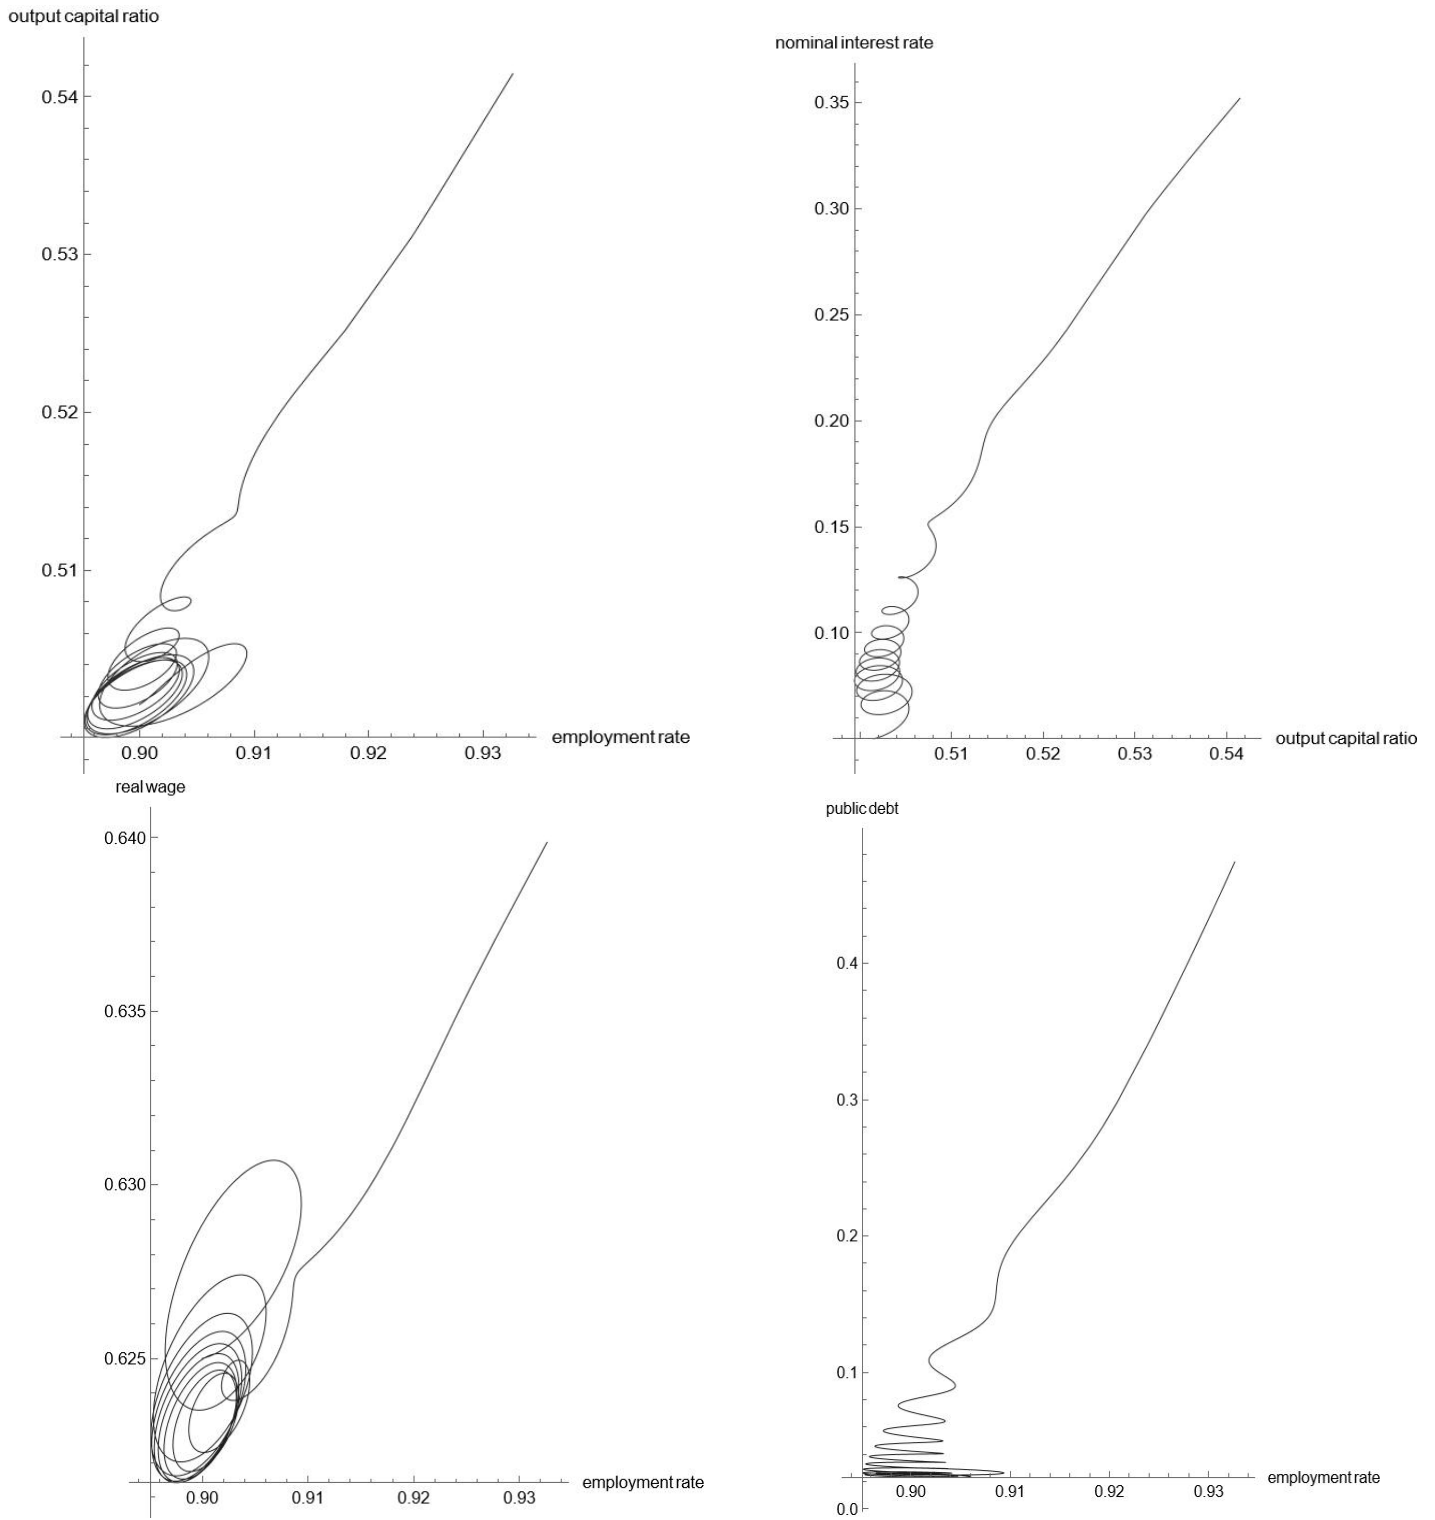 output capital ratio
0.54
0.53
0.52
0.51
0.90 0.91 0.92 0.93
employment rate
nominal interest rate
0.35
0.30
0.25
0.20
0.15
0.10
0.51 0.52 0.53 0.54
output capital ratio
real wage
0.640
0.635
0.630
0.625
0.90 0.91 0.92 0.93
employment rate
public debt
0.4
0.3
0.2
0.1
0.0
0.90 0.91 0.92 0.93
employment rate